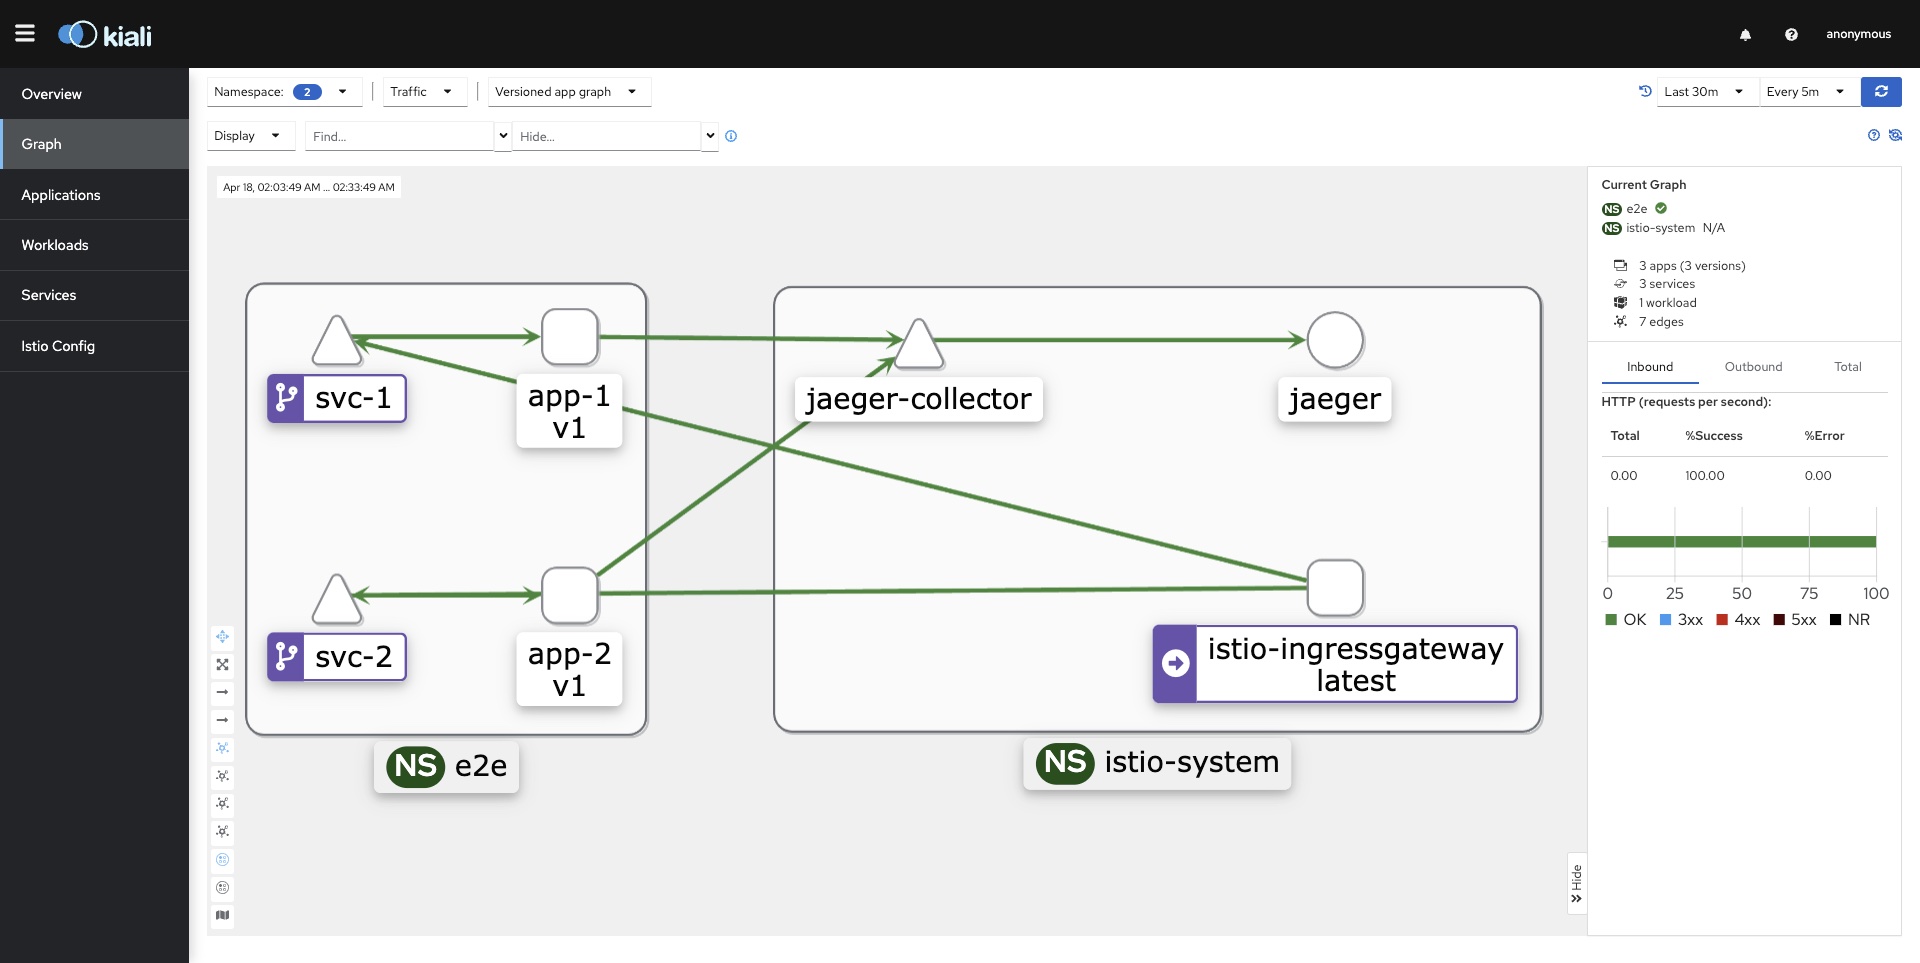 kiali
anonymous
Overview
Graph
Applications
Workloads
Services
Istio Config
Namespace: 2
Traffic
Versioned app graph
Last 30m
Every 5m
Display
Find...
Hide...
Apr 18, 02:03:49 AM ... 02:33:49 AM
svc-1
app-1
v1
jaeger-collector
jaeger
svc-2
app-2
v1
istio-ingressgateway
latest
NS e2e
NS istio-system
Hide
Current Graph
NS e2e
NS istio-system N/A
3 apps (3 versions)
3 services
1 workload
7 edges
Inbound Outbound Total
HTTP (requests per second):
Total %Success %Error
0.00 100.00 0.00
0 25 50 75 100
OK 3xx 4xx 5xx NR